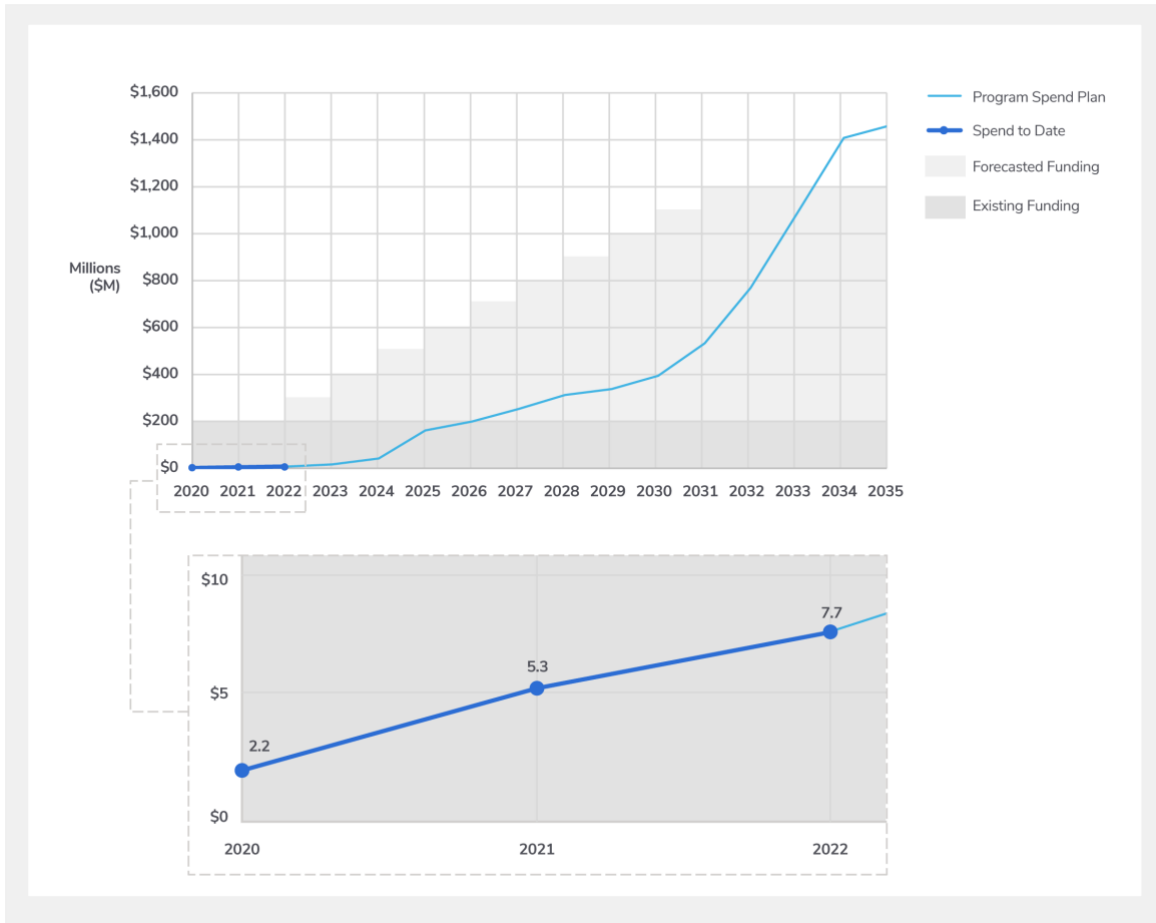 $1,600
$1,400
$1,200
$1,000
$800
$600
$400
$200
$0
Millions
($M)
2020 2021 2022 2023 2024 2025 2026 2027 2028 2029 2030 2031 2032 2033 2034 2035
Program Spend Plan
Spend to Date
Forecasted Funding
Existing Funding
$10
$5
$0
2.2
5.3
7.7
2020 2021 2022